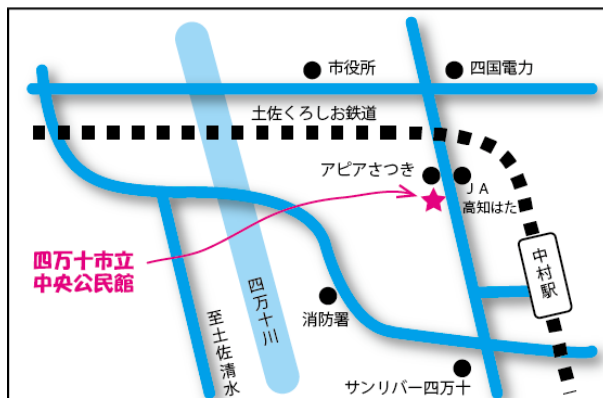 市役所
四国電力
土佐くろしお鉄道
アピアさつき
ＪＡ
高知はた
四万十市立
中央公民館
中村駅
四万十川
至土佐清水
消防署
サンリバー四万十